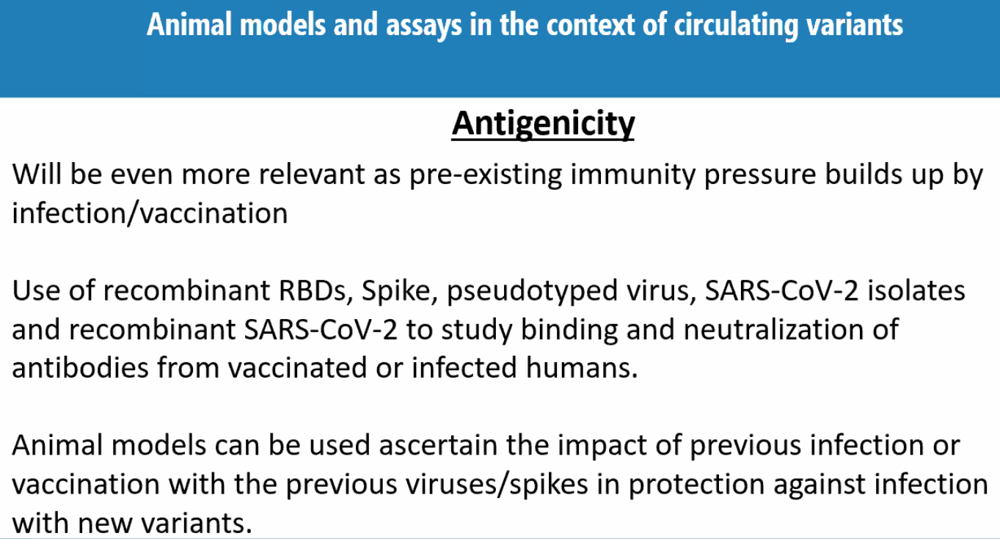 Animal models and assays in the context of circulating variants
Antigenicity
Will be even more relevant as pre-existing immunity pressure builds up by
infection/vaccination
Use of recombinant RBDs, Spike, pseudotyped virus, SARS-CoV-2 isolates
and recombinant SARS-CoV-2 to study binding and neutralization of
antibodies from vaccinated or infected humans.
Animal models can be used ascertain the impact of previous infection or
vaccination with the previous viruses/spikes in protection against infection
with new variants.